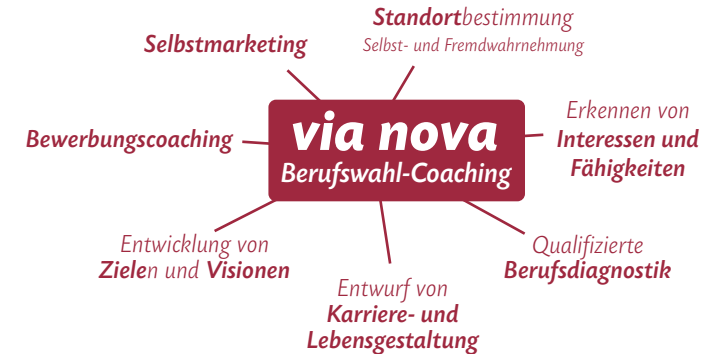 Standortbestimmung
Selbst- und Fremdwahrnehmung
Selbstmarketing
Erkennen von
Interessen und
Fähigkeiten
via nova
Berufswahl-Coaching
Bewerbungscoaching
Qualifizierte
Berufsdiagnostik
Entwicklung von
Zielen und Visionen
Entwurf von
Karriere- und
Lebensgestaltung